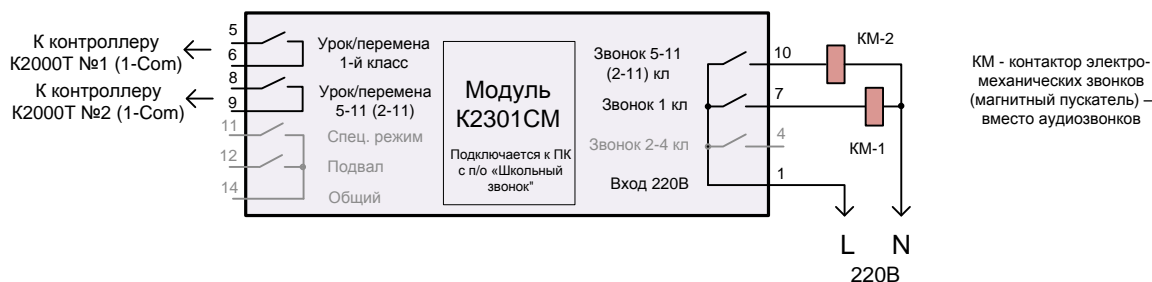 К контроллеру
К2000Т №1 (1-Com)
К контроллеру
К2000Т №2 (1-Com)
5
6
8
9
11
12
14
Урок/перемена
1-й класс
Урок/перемена
5-11 (2-11)
Спец. режим
Подвал
Общий
Модуль
К2301СМ
Подключается к ПК
с п/о «Школьный
звонок"
Звонок 5-11
(2-11) кл
Звонок 1 кл
Звонок 2-4 кл
Вход 220В
10
7
4
1
КМ-2
КМ-1
L N
220В
КМ - контактор электро-
механических звонков
(магнитный пускатель) –
вместо аудиозвонков